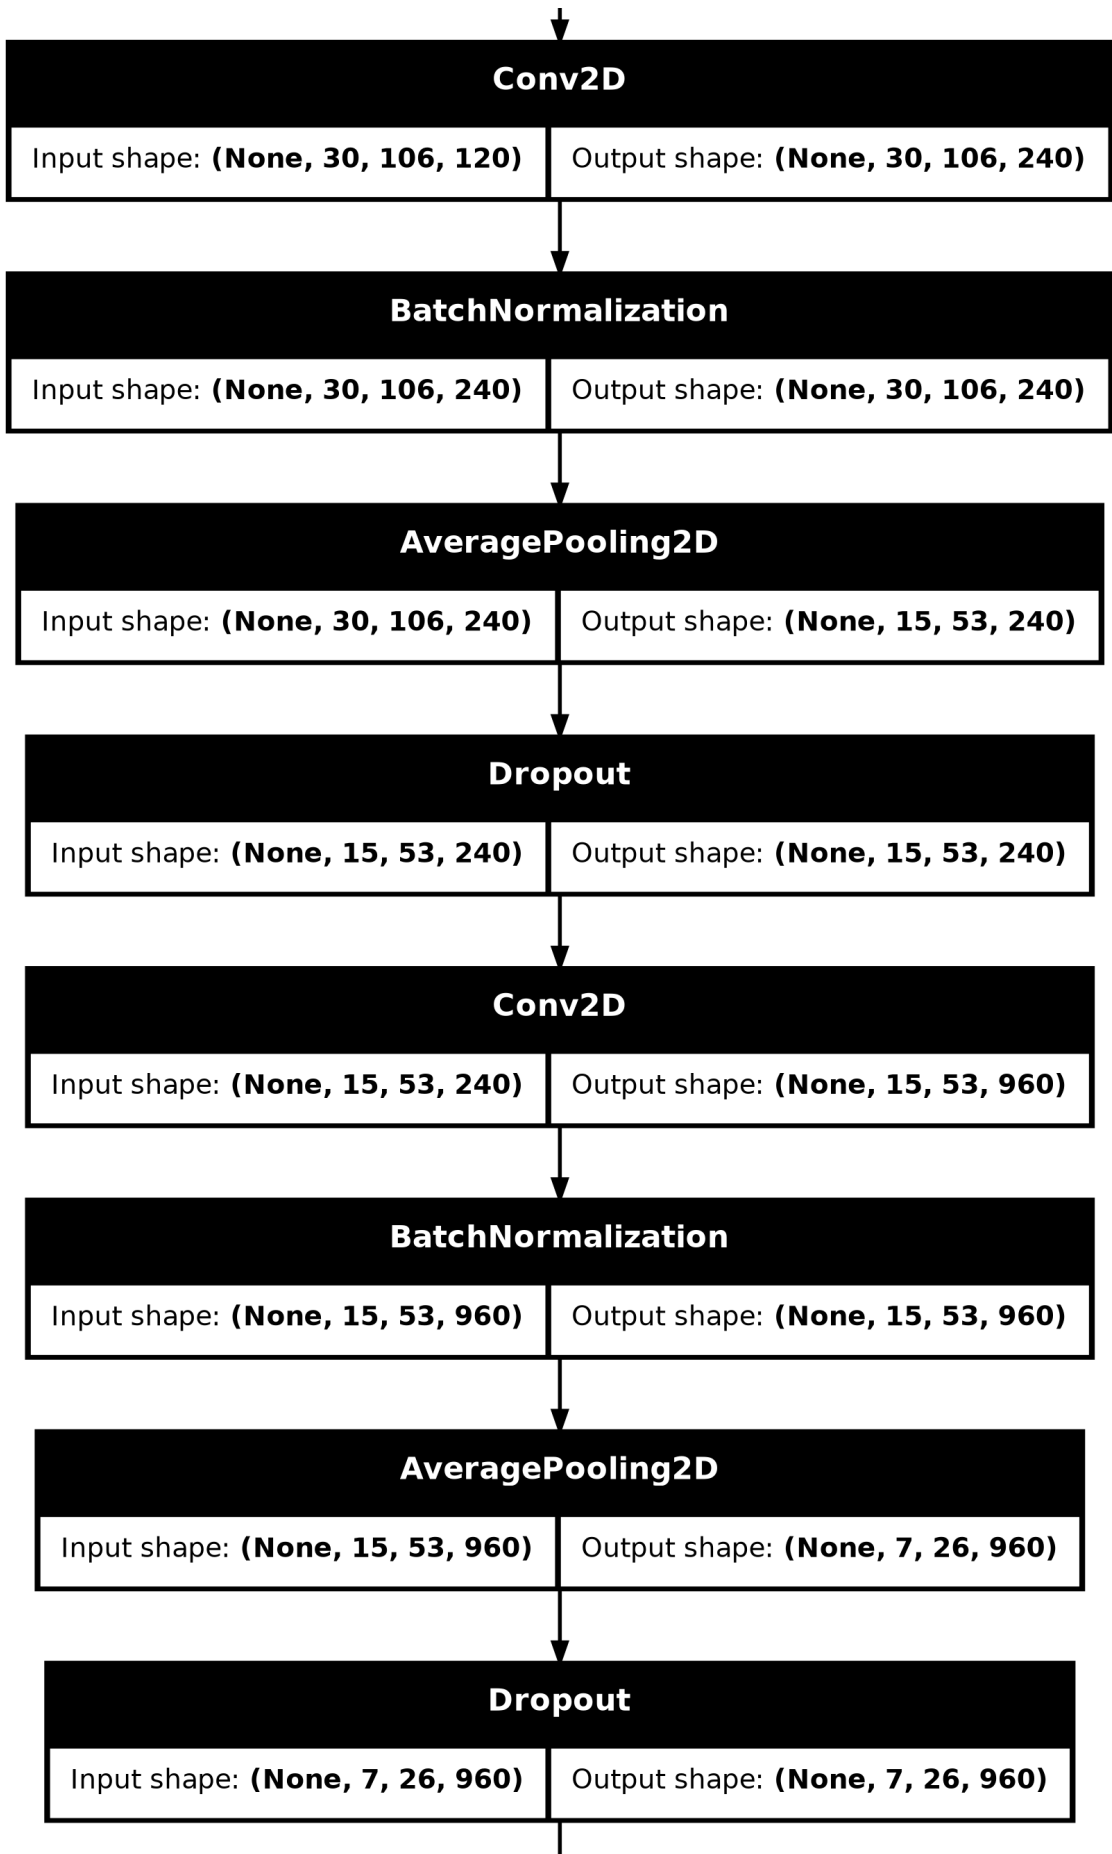 Conv2D
Input shape: (None, 30, 106, 120) Output shape: (None, 30, 106, 240)
BatchNormalization
Input shape: (None, 30, 106, 240) Output shape: (None, 30, 106, 240)
AveragePooling2D
Input shape: (None, 30, 106, 240) Output shape: (None, 15, 53, 240)
Dropout
Input shape: (None, 15, 53, 240) Output shape: (None, 15, 53, 240)
Conv2D
Input shape: (None, 15, 53, 240) Output shape: (None, 15, 53, 960)
BatchNormalization
Input shape: (None, 15, 53, 960) Output shape: (None, 15, 53, 960)
AveragePooling2D
Input shape: (None, 15, 53, 960) Output shape: (None, 7, 26, 960)
Dropout
Input shape: (None, 7, 26, 960) Output shape: (None, 7, 26, 960)